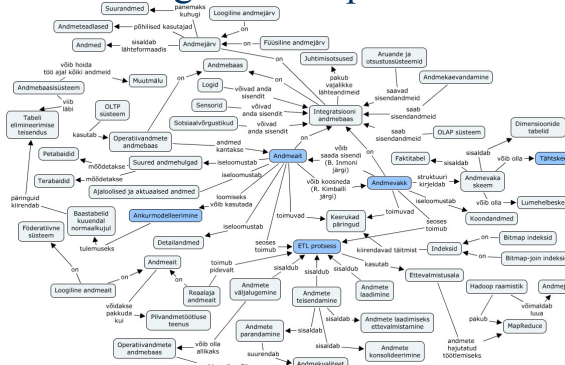 Suurandmed
panemaks
kuhugi
Loogiline andmejärv
Andmeteadlased
põhilised kasutajad
on
Andmed
sisaldab
lähteformaadis
Andmejärv
on
Füüsiline andmejärv
on
Juhtimisotsused
Aruande ja
otsustussüsteemid
võib hoida
töö ajal kõiki andmeid
Andmebaas
pakub
vajalikke
lähteandmeid
saavad
sisendandmeid
Andmekaevandamine
Andmebaasisüsteem
Muutmälu
on
Logid
võivad anda
sisendit
saab
sisendandmeid
viib
läbi
OLTP
süsteem
Sensorid
võivad
anda sisendit
Integratsiooni
andmebaas
Dimensioonide
tabelid
Tabeli
elimineerimise
teisendus
kasutab
Sotsiaalvõrgustikud
võivad
anda sisendit
saab
sisendandmeid
OLAP süsteem
Operatiivandmete
andmebaas
andmed
kantakse
on
on
Faktitabel
sisaldab
sisaldab
Petabaidid
mõõdetakse
Suured andmehulgad
iseloomustab
Andmeait
võib
saada sisendi
(B. Inmoni
järgi)
struktuuri
kirjeldab
Andmevaka
skeem
võib olla
Terabaidid
mõõdetakse
iseloomustab
võib koosneda
(R. Kimballi
järgi)
Andmevakk
võib olla
Ajaloolised ja aktuaalsed andmed
iseloomustab
Koondandmed
päringuid
kiirendab
Baastabelid
kuuendal
normaalkujul
Ankurmodelleerimine
loomiseks
võib kasutada
toimuvad
Keerukad
päringud
toimuvad
seoses
toimub
tulemuseks
iseloomustab
Föderatiivne
süsteem
Detailandmed
seoses
toimub
ETL protsess
kiirendavad täitmist
Indeksid
on
Bitmap indeksid
on
Andmeait
toimub
pidevalt
kasutab
on
on
on
Loogiline andmeait
Reaalaja
andmeait
sisaldub
sisaldub
sisaldub
Ettevalmistusala
Hadoop raamistik
võidakse
pakkuda
kui
Pilvandmetöötluse
teenus
Andmete
väljalugemine
Andmete
teisendamine
Andmete
laadimine
andmete
hajutatud
töötlemiseks
pakub
võimaldab
luua
Operatiivandmete
andmebaas
võib olla
allikaks
Andmete
parandamine
sisaldab
sisaldab
Andmete laadimiseks
ettevalmistamine
MapReduce
suurendab
sisaldab
Andmete
konsolideerimine